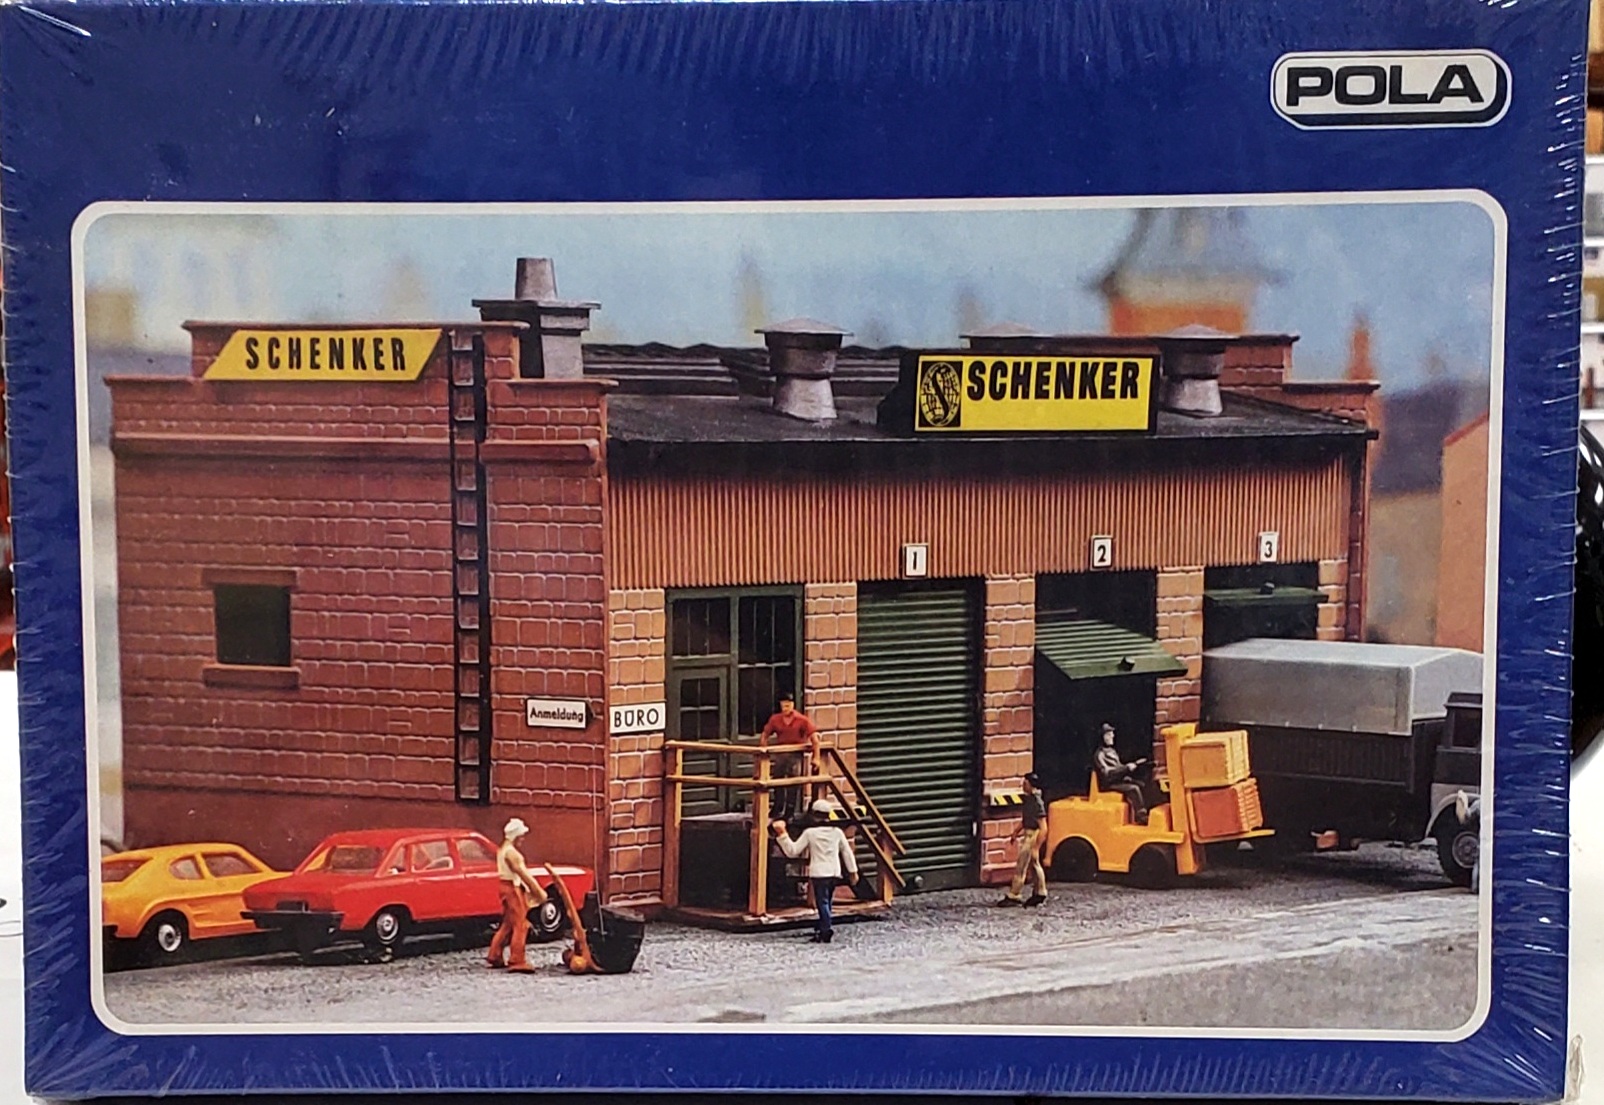 POLA
SCHENKER
SCHENKER
1
2
3
Anmeldung
BÜRO